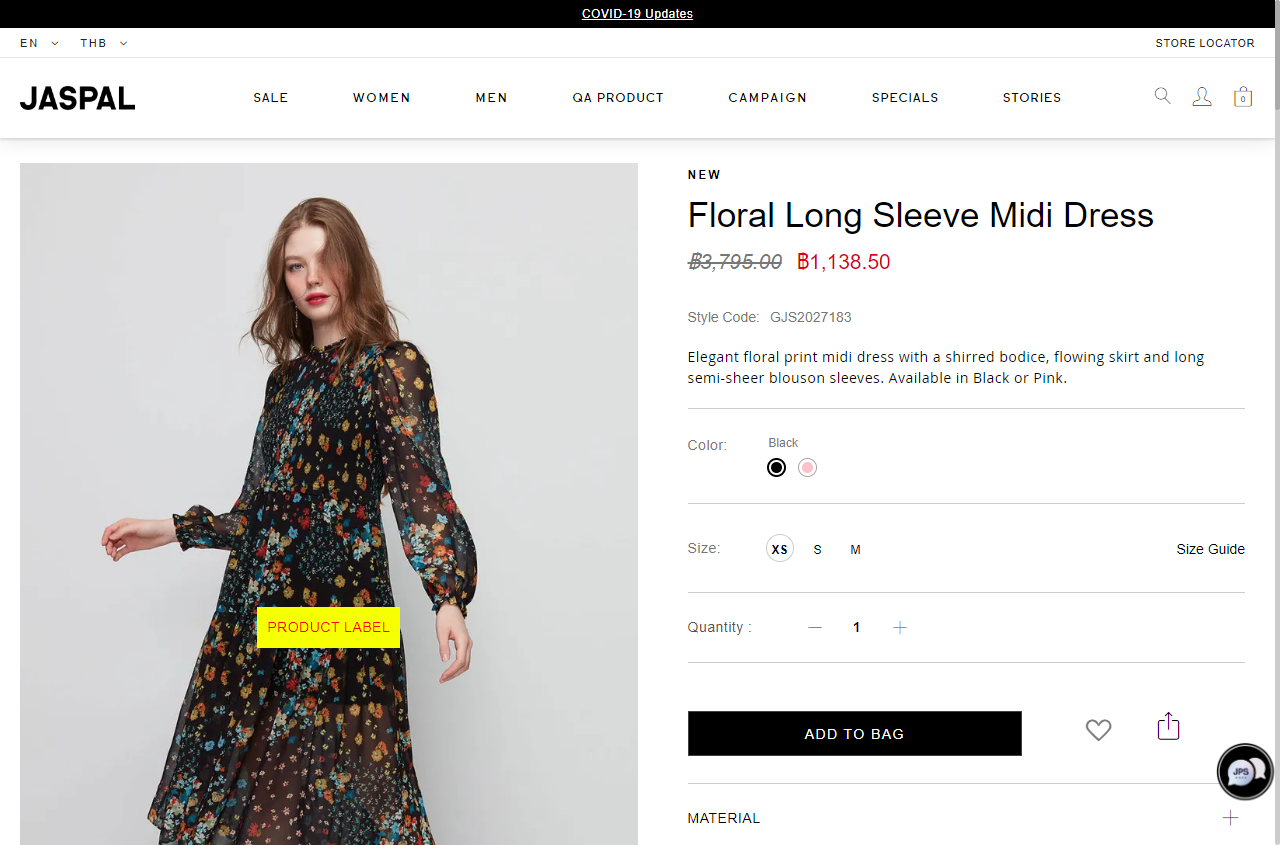 COVID-19 Updates
EN THB STORE LOCATOR
JASPAL SALE WOMEN MEN QA PRODUCT CAMPAIGN SPECIALS STORIES 0
NEW
Floral Long Sleeve Midi Dress
฿3,795.00 ฿1,138.50
Style Code: GJS2027183
Elegant floral print midi dress with a shirred bodice, flowing skirt and long
semi-sheer blouson sleeves. Available in Black or Pink.
Color: Black
Size: XS S M Size Guide
Quantity : 1
PRODUCT LABEL
ADD TO BAG
JPS
MATERIAL